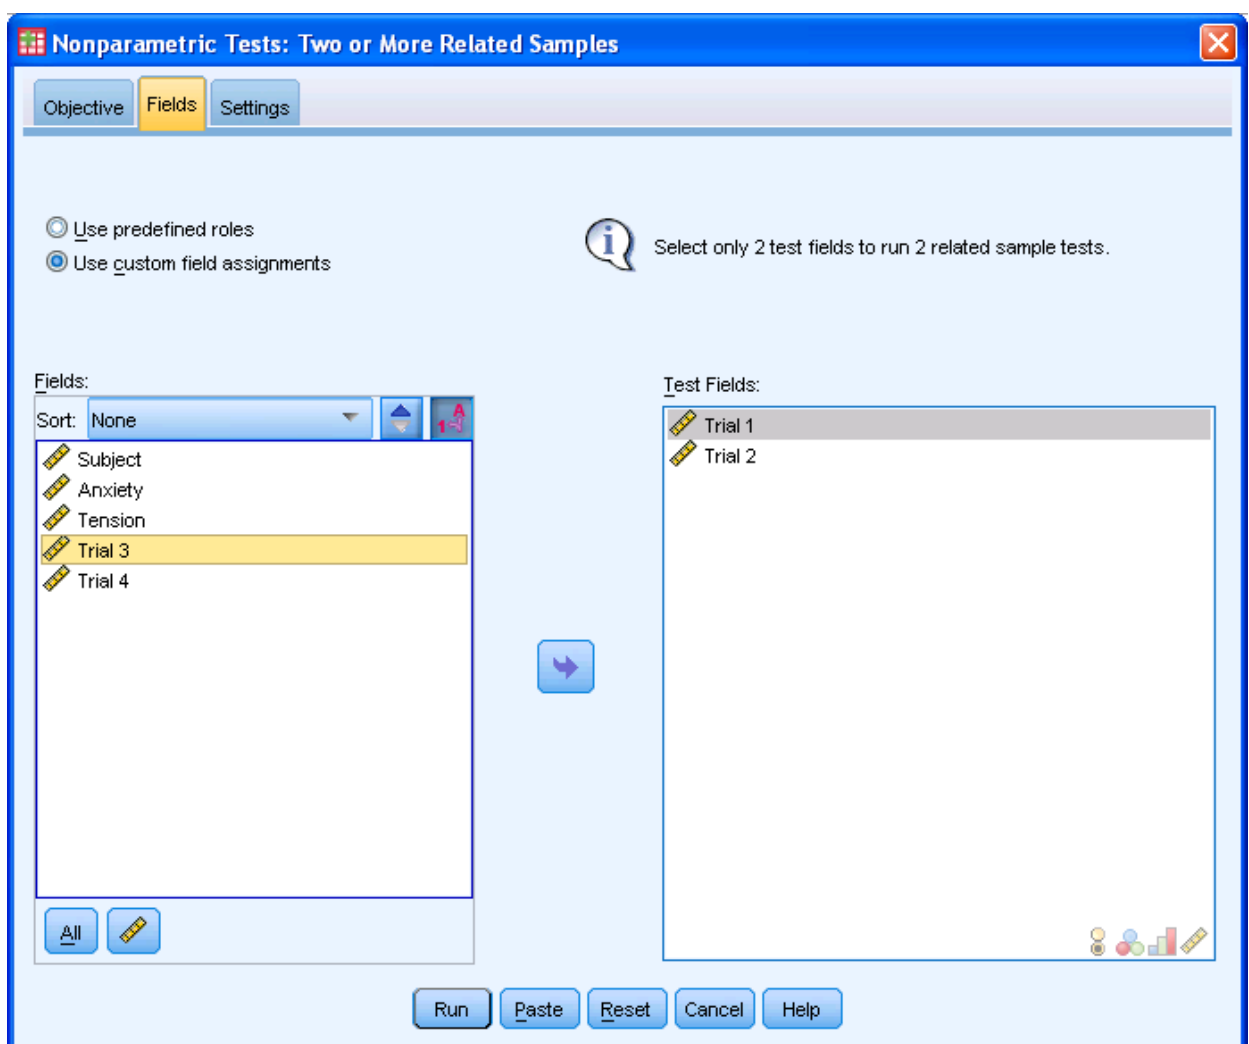 Nonparametric Tests: Two or More Related Samples
Objective Fields Settings
Use predefined roles
Use custom field assignments
Select only 2 test fields to run 2 related sample tests.
Fields:
Sort: None
Subject
Anxiety
Tension
Trial 3
Trial 4
All
Test Fields:
Trial 1
Trial 2
Run Paste Reset Cancel Help